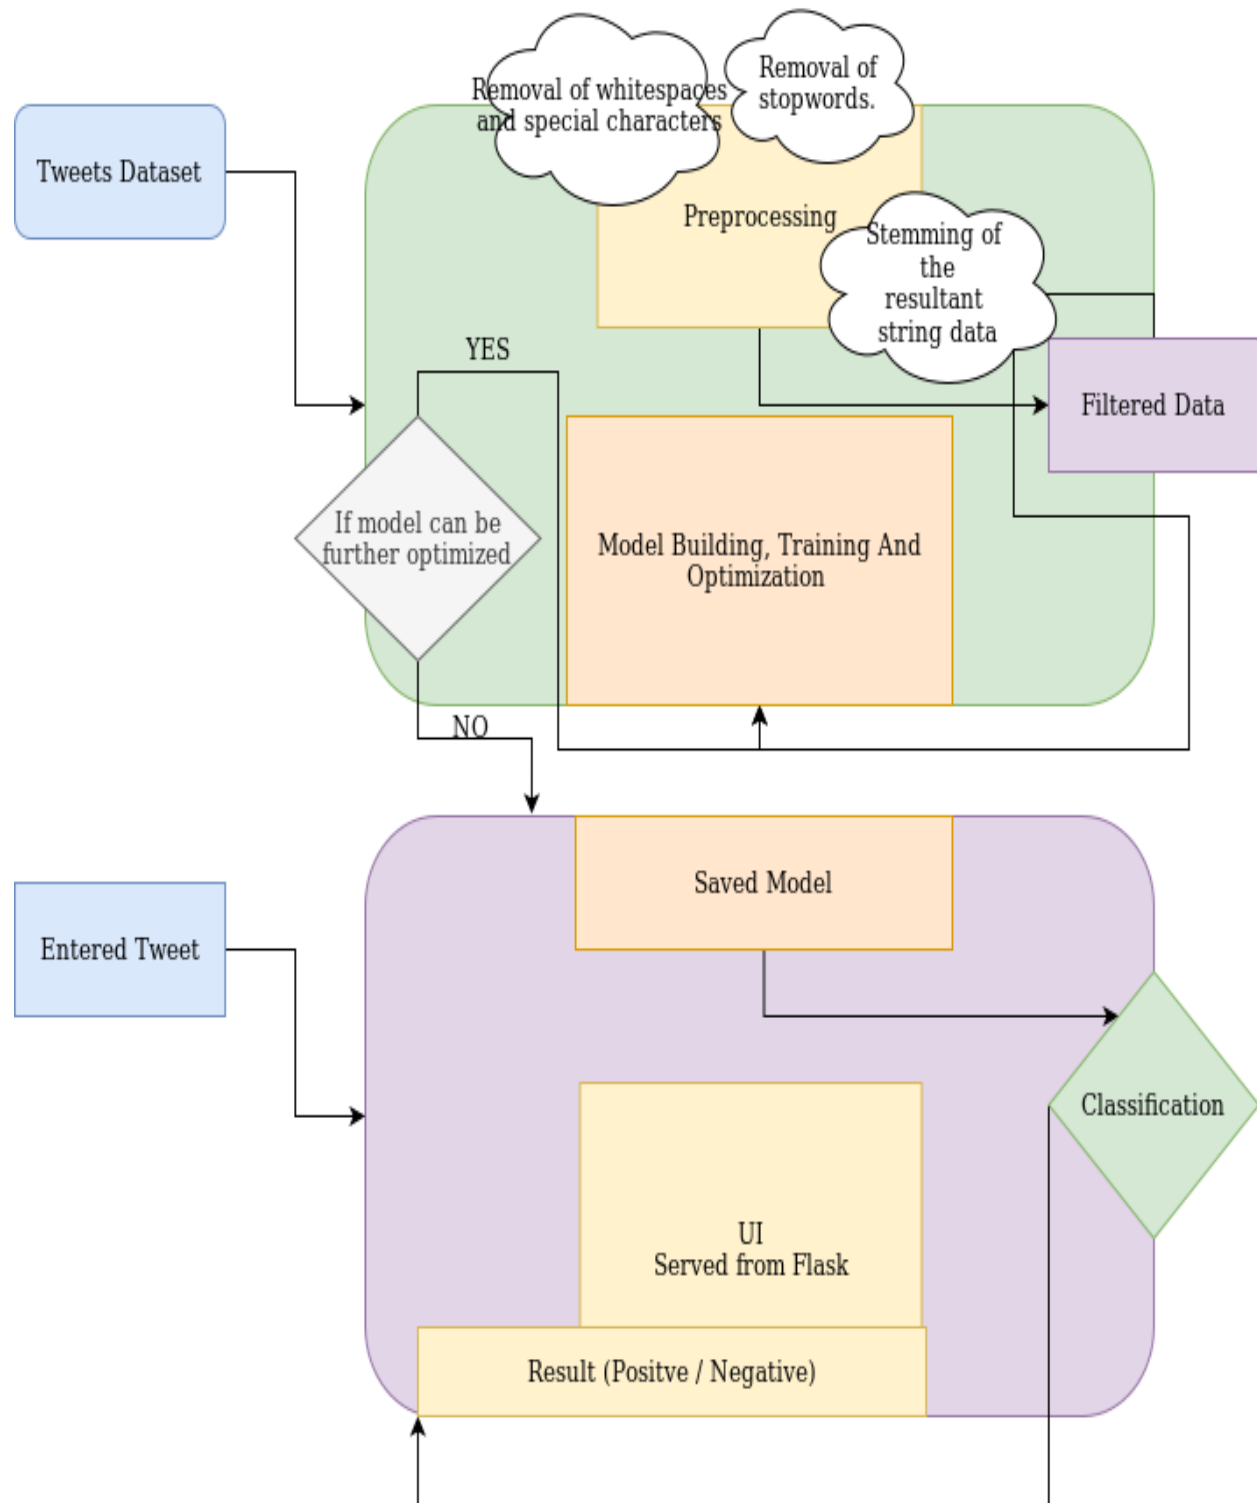 Removal of whitespaces
and special characters
Removal of
stopwords.
Tweets Dataset
Preprocessing
Stemming of
the
resultant
string data
YES
Filtered Data
If model can be
further optimized
Model Building, Training And
Optimization
NO
Saved Model
Entered Tweet
Classification
UI
Served from Flask
Result (Positve / Negative)